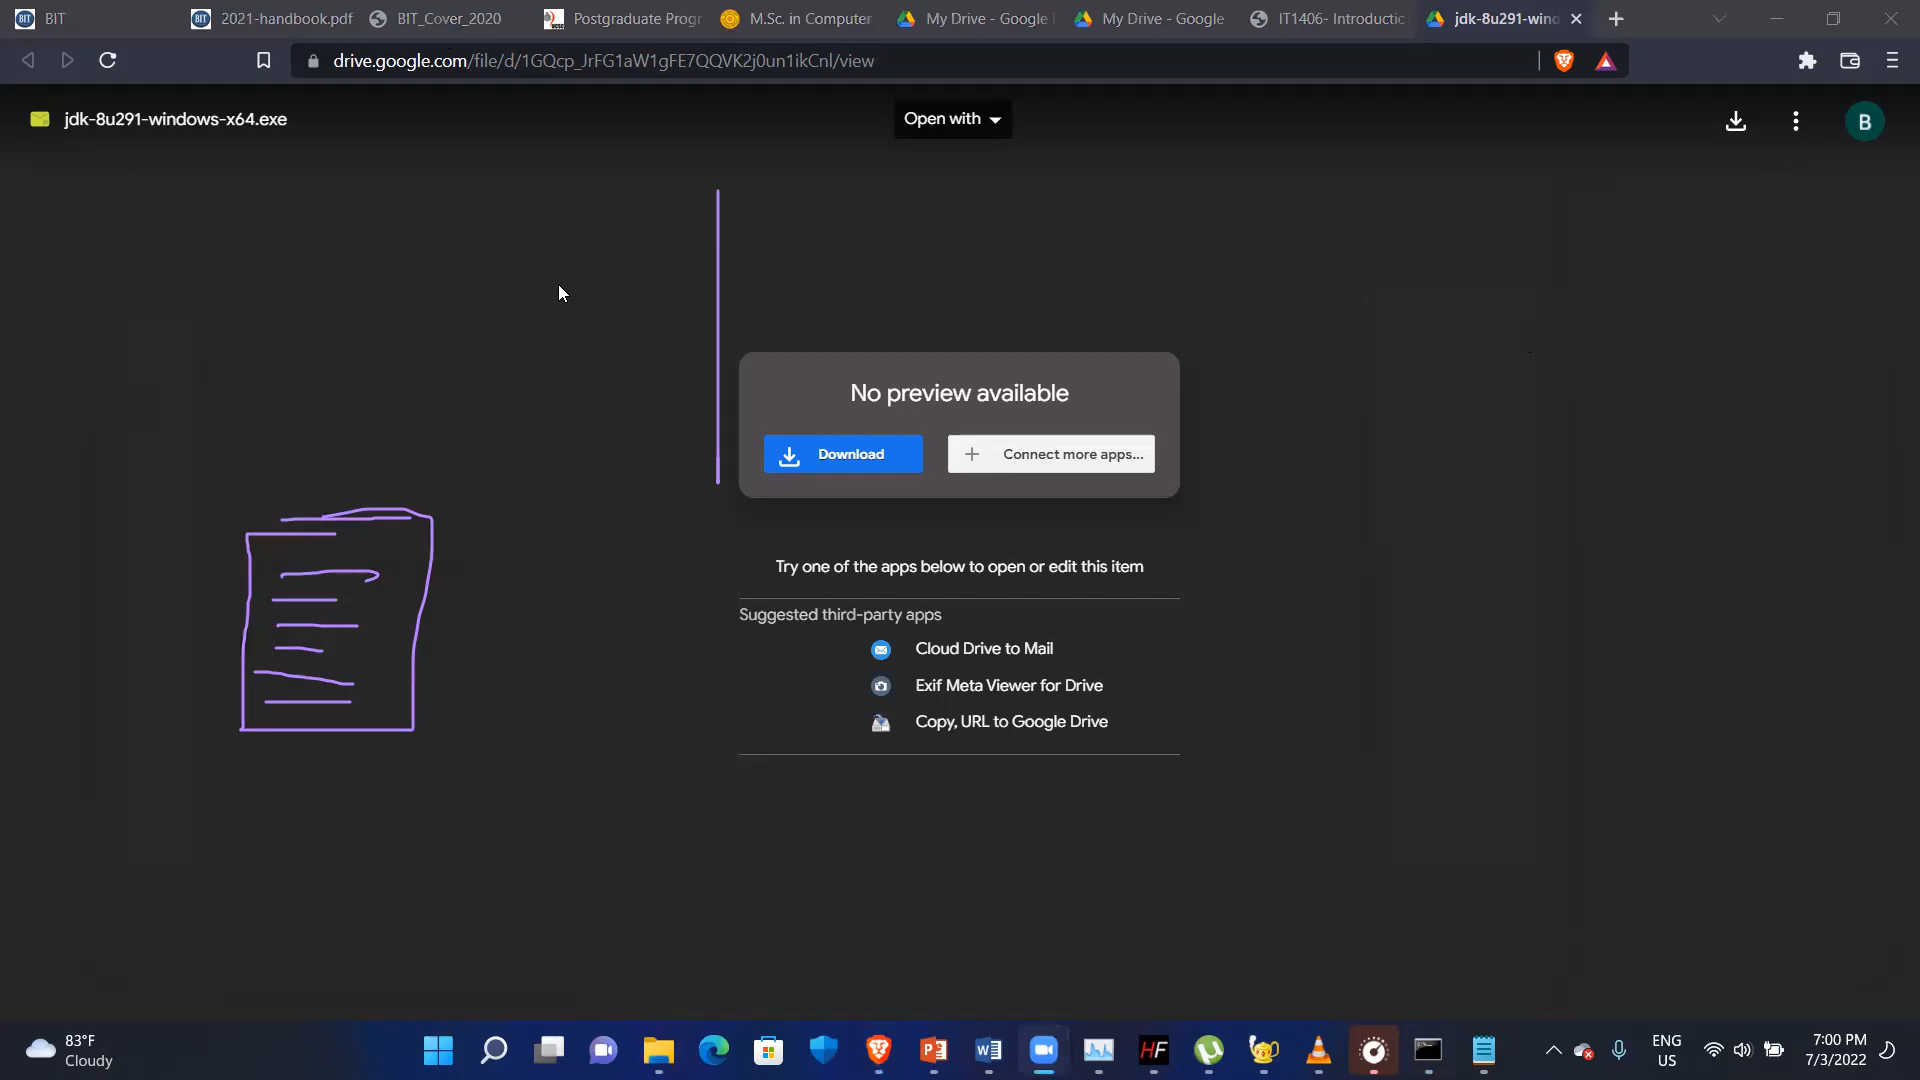 BIT
2021-handbook.pdf
BIT_Cover_2020
Postgraduate Progr
M.Sc. in Computer
My Drive - Google
My Drive - Google
IT1406- Introductic
jdk-8u291-wind
drive.google.com/file/d/1GQcp_JrFG1aW1gFE7QQVK2j0un1ikCnl/view
jdk-8u291-windows-x64.exe
Open with
B
No preview available
Download
Connect more apps...
Try one of the apps below to open or edit this item
Suggested third-party apps
Cloud Drive to Mail
Exif Meta Viewer for Drive
Copy, URL to Google Drive
83°F
Cloudy
HF
ENG
US
7:00 PM
7/3/2022